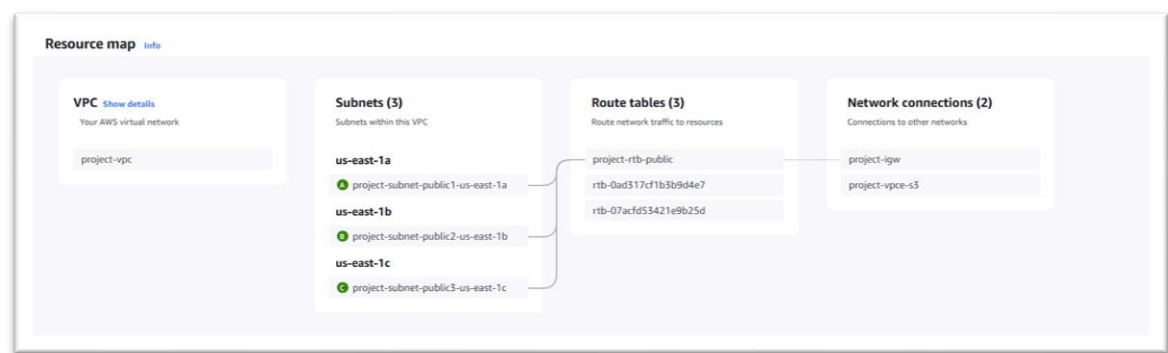 Resource map Info
VPC Show details
Your AWS virtual network
project-vpc
Subnets (3)
Subnets within this VPC
us-east-1a
A project-subnet-public1-us-east-1a
us-east-1b
B project-subnet-public2-us-east-1b
us-east-1c
C project-subnet-public3-us-east-1c
Route tables (3)
Route network traffic to resources
project-rtb-public
rtb-0ad317cf1b3b9d4e7
rtb-07acfd53421e9b25d
Network connections (2)
Connections to other networks
project-igw
project-vpce-s3